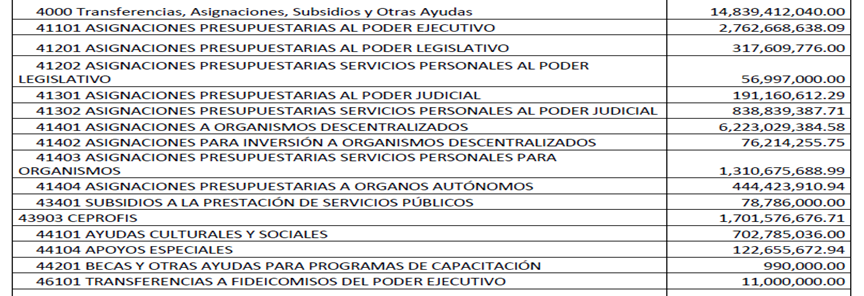 4000 Transferencias, Asignaciones, Subsidios y Otras Ayudas 14,839,412,040.00
41101 ASIGNACIONES PRESUPUESTARIAS AL PODER EJECUTIVO 2,762,668,638.09
41201 ASIGNACIONES PRESUPUESTARIAS AL PODER LEGISLATIVO 317,609,776.00
41202 ASIGNACIONES PRESUPUESTARIAS SERVICIOS PERSONALES AL PODER
LEGISLATIVO 56,997,000.00
41301 ASIGNACIONES PRESUPUESTARIAS AL PODER JUDICIAL 191,160,612.29
41302 ASIGNACIONES PRESUPUESTARIAS SERVICIOS PERSONALES AL PODER JUDICIAL 838,839,387.71
41401 ASIGNACIONES A ORGANISMOS DESCENTRALIZADOS 6,223,029,384.58
41402 ASIGNACIONES PARA INVERSIÓN A ORGANISMOS DESCENTRALIZADOS 76,214,255.75
41403 ASIGNACIONES PRESUPUESTARIAS SERVICIOS PERSONALES PARA
ORGANISMOS 1,310,675,688.99
41404 ASIGNACIONES PRESUPUESTARIAS A ORGANOS AUTÓNOMOS 444,423,910.94
43401 SUBSIDIOS A LA PRESTACIÓN DE SERVICIOS PÚBLICOS 78,786,000.00
43903 CEPROFIS 1,701,576,676.71
44101 AYUDAS CULTURALES Y SOCIALES 702,785,036.00
44104 APOYOS ESPECIALES 122,655,672.94
44201 BECAS Y OTRAS AYUDAS PARA PROGRAMAS DE CAPACITACIÓN 990,000.00
46101 TRANSFERENCIAS A FIDEICOMISOS DEL PODER EJECUTIVO 11,000,000.00